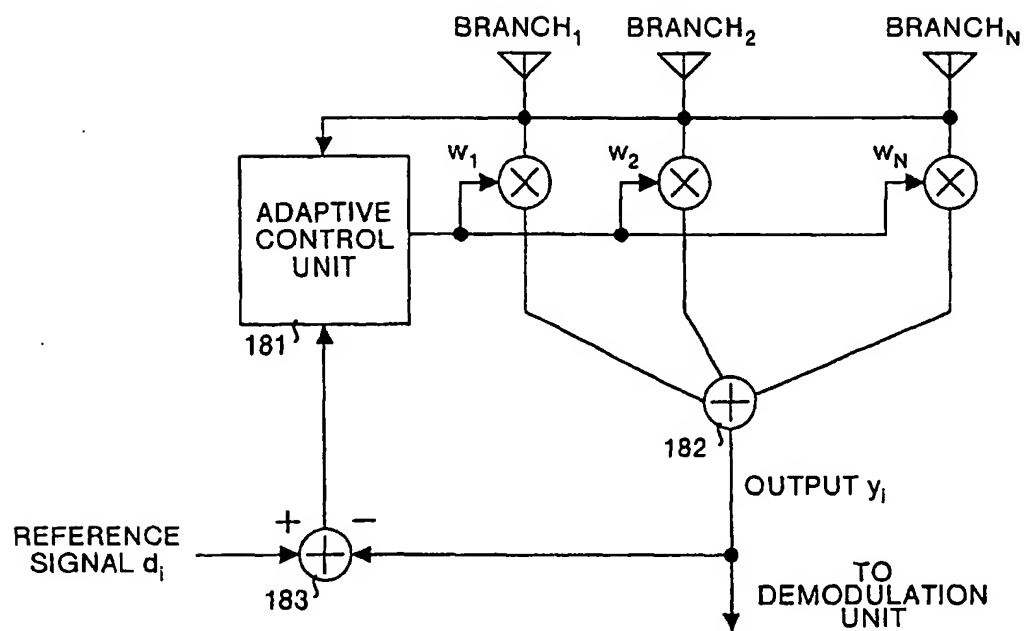 BRANCH1 BRANCH2 BRANCHN
w1 w2 wN
ADAPTIVE
CONTROL
UNIT
181
182
OUTPUT yi
+ −
REFERENCE
SIGNAL di
183
TO
DEMODULATION
UNIT